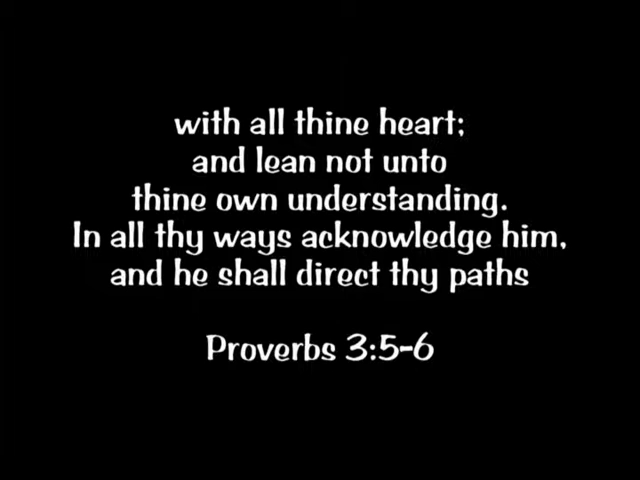 with all thine heart;
and lean not unto
thine own understanding.
In all thy ways acknowledge him,
and he shall direct thy paths
Proverbs 3:5-6